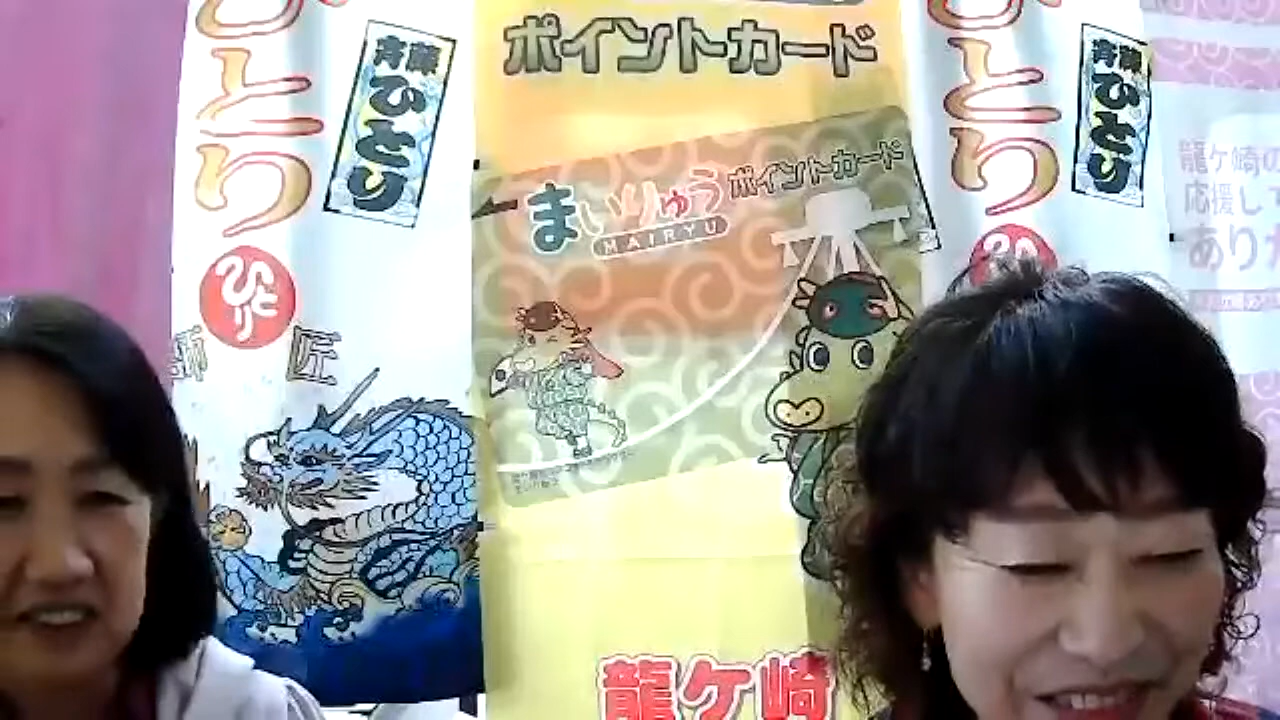 ひとり
斉藤
ひとり
ひとり
師匠
ポイントカード
まいりゅう
ポイントカード
MAIRYU
龍ケ崎
ひとり
斉藤
ひとり
龍ケ崎の
応援して
あり